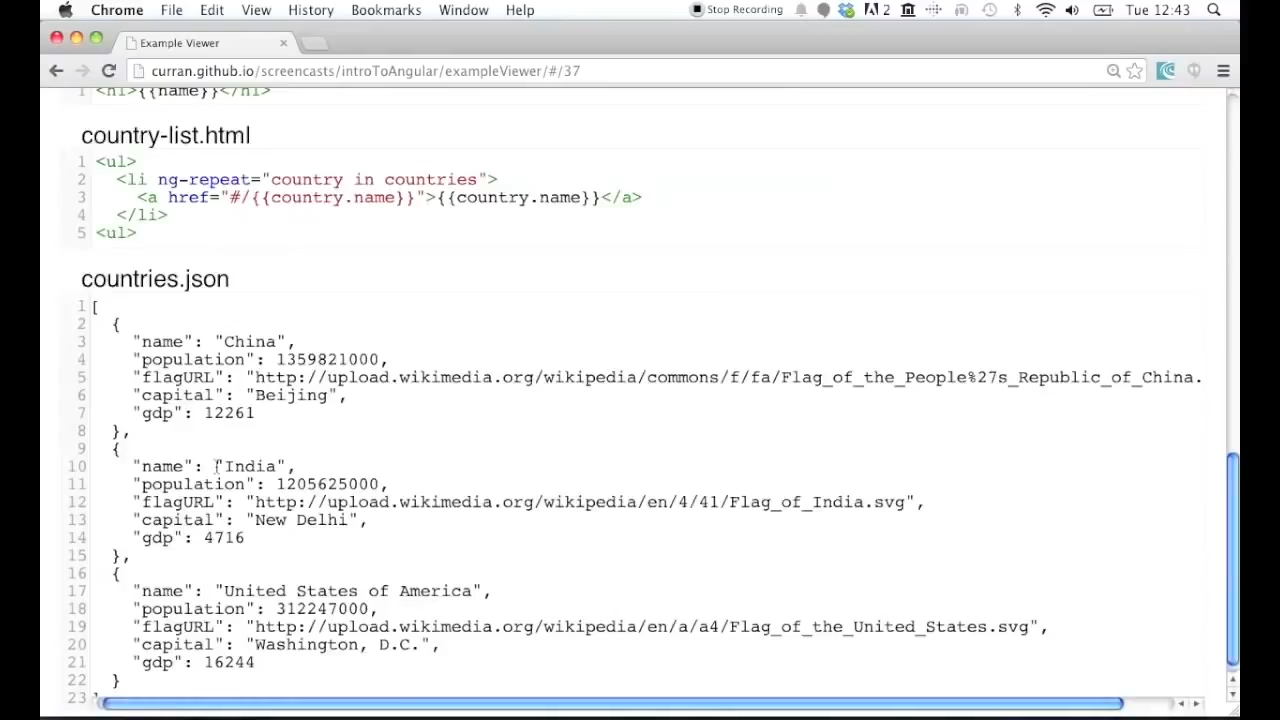 Chrome File Edit View History Bookmarks Window Help Stop Recording 2 Tue 12:43
Example Viewer
curran.github.io/screencasts/introToAngular/exampleViewer/#/37
1 <h1>{{name}}</h1>
country-list.html
1 <ul>
2 <li ng-repeat="country in countries">
3 <a href="#/{{country.name}}">{{country.name}}</a>
4 </li>
5 <ul>
countries.json
1 [
2 {
3 "name": "China",
4 "population": 1359821000,
5 "flagURL": "http://upload.wikimedia.org/wikipedia/commons/f/fa/Flag_of_the_People%27s_Republic_of_China.
6 "capital": "Beijing",
7 "gdp": 12261
8 },
9 {
10 "name": "India",
11 "population": 1205625000,
12 "flagURL": "http://upload.wikimedia.org/wikipedia/en/4/41/Flag_of_India.svg",
13 "capital": "New Delhi",
14 "gdp": 4716
15 },
16 {
17 "name": "United States of America",
18 "population": 312247000,
19 "flagURL": "http://upload.wikimedia.org/wikipedia/en/a/a4/Flag_of_the_United_States.svg",
20 "capital": "Washington, D.C.",
21 "gdp": 16244
22 }
23 ]